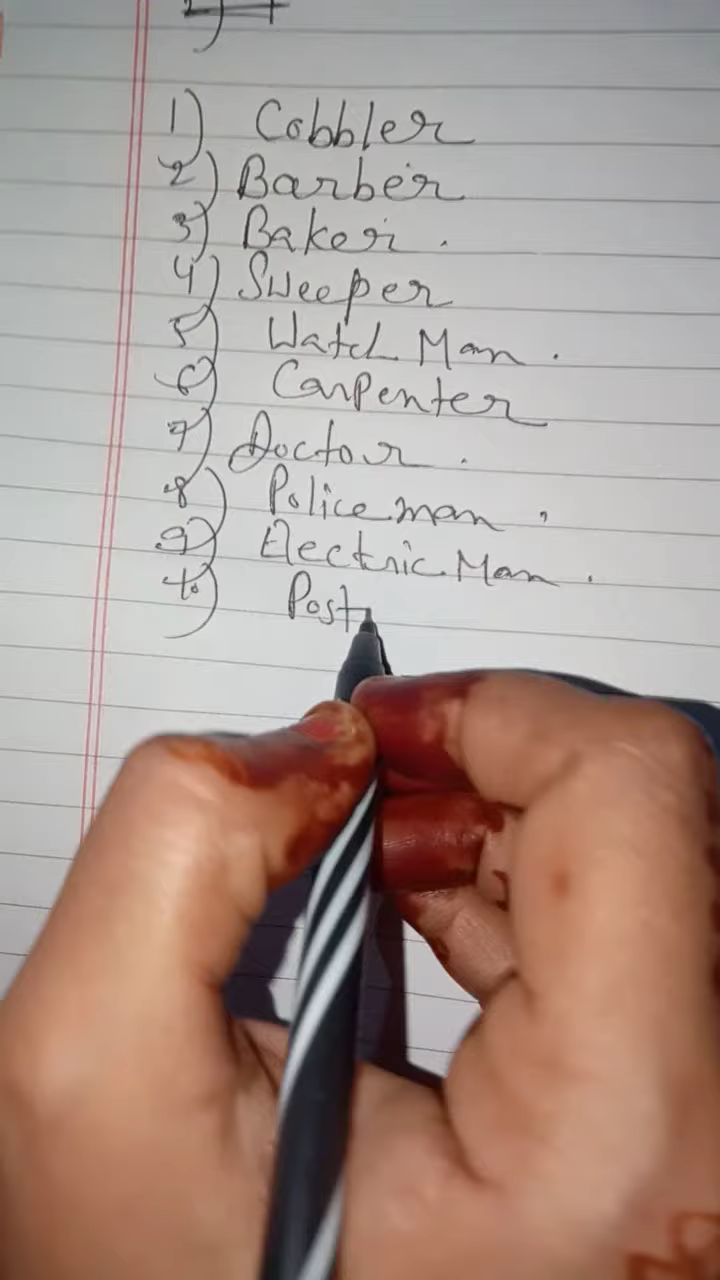 1) Cobbler
2) Barber
3) Baker.
4) Sweeper
5) Watch Man.
6) Carpenter
7) Doctour.
8) Police man.
9) Electric Man.
10) Post